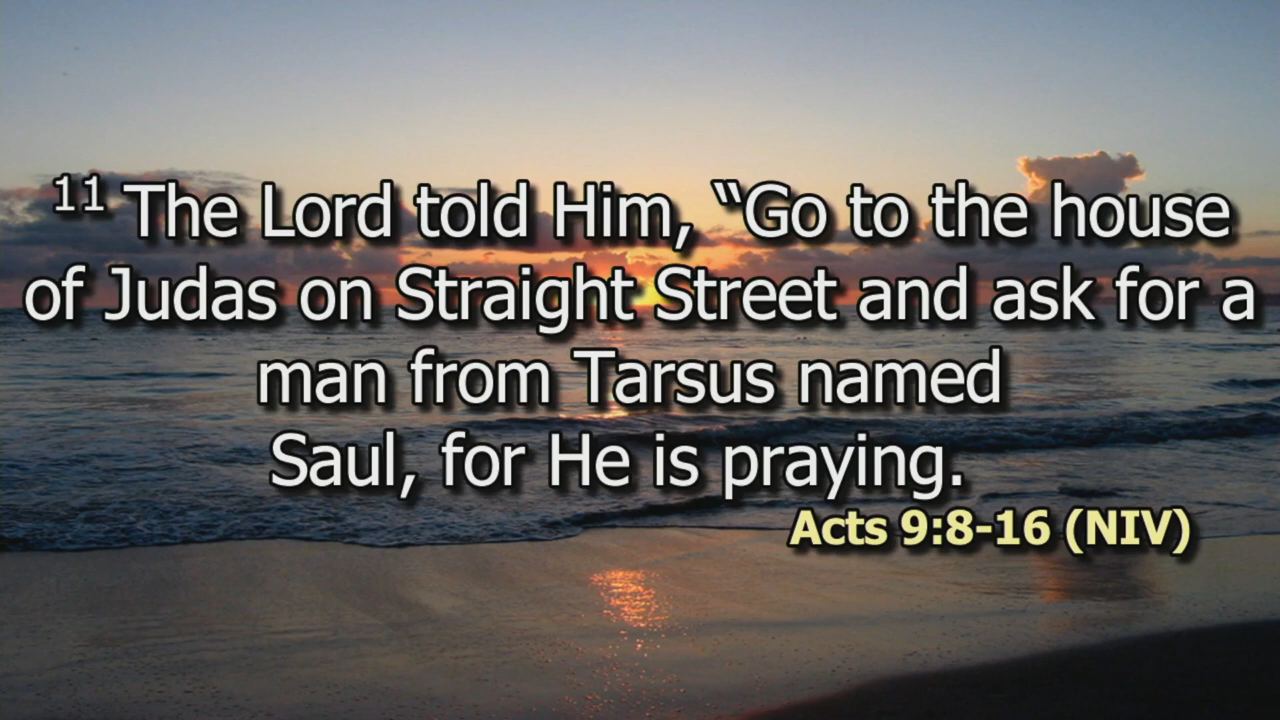 11 The Lord told Him, “Go to the house
of Judas on Straight Street and ask for a
man from Tarsus named
Saul, for He is praying.
Acts 9:8-16 (NIV)